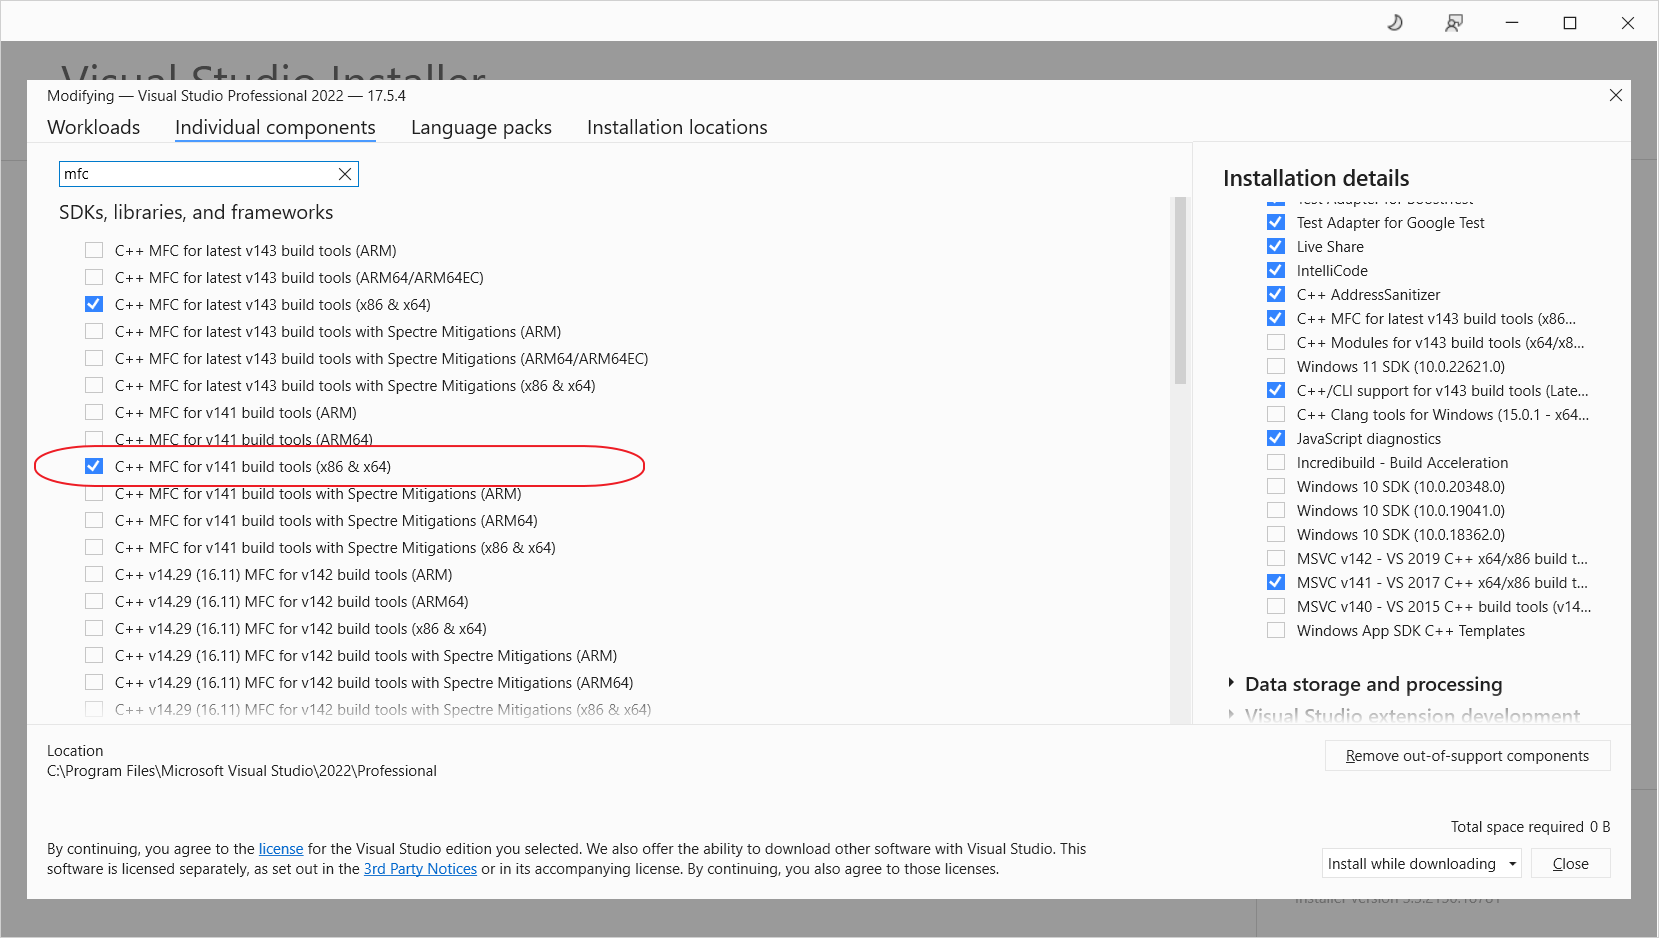 Visual Studio Installer
Modifying — Visual Studio Professional 2022 — 17.5.4
Workloads
Individual components
Language packs
Installation locations
mfc
SDKs, libraries, and frameworks
C++ MFC for latest v143 build tools (ARM)
C++ MFC for latest v143 build tools (ARM64/ARM64EC)
C++ MFC for latest v143 build tools (x86 & x64)
C++ MFC for latest v143 build tools with Spectre Mitigations (ARM)
C++ MFC for latest v143 build tools with Spectre Mitigations (ARM64/ARM64EC)
C++ MFC for latest v143 build tools with Spectre Mitigations (x86 & x64)
C++ MFC for v141 build tools (ARM)
C++ MFC for v141 build tools (ARM64)
C++ MFC for v141 build tools (x86 & x64)
C++ MFC for v141 build tools with Spectre Mitigations (ARM)
C++ MFC for v141 build tools with Spectre Mitigations (ARM64)
C++ MFC for v141 build tools with Spectre Mitigations (x86 & x64)
C++ v14.29 (16.11) MFC for v142 build tools (ARM)
C++ v14.29 (16.11) MFC for v142 build tools (ARM64)
C++ v14.29 (16.11) MFC for v142 build tools (x86 & x64)
C++ v14.29 (16.11) MFC for v142 build tools with Spectre Mitigations (ARM)
C++ v14.29 (16.11) MFC for v142 build tools with Spectre Mitigations (ARM64)
C++ v14.29 (16.11) MFC for v142 build tools with Spectre Mitigations (x86 & x64)
Installation details
Test Adapter for BoostTest
Test Adapter for Google Test
Live Share
IntelliCode
C++ AddressSanitizer
C++ MFC for latest v143 build tools (x86...
C++ Modules for v143 build tools (x64/x8...
Windows 11 SDK (10.0.22621.0)
C++/CLI support for v143 build tools (Late...
C++ Clang tools for Windows (15.0.1 - x64...
JavaScript diagnostics
Incredibuild - Build Acceleration
Windows 10 SDK (10.0.20348.0)
Windows 10 SDK (10.0.19041.0)
Windows 10 SDK (10.0.18362.0)
MSVC v142 - VS 2019 C++ x64/x86 build t...
MSVC v141 - VS 2017 C++ x64/x86 build t...
MSVC v140 - VS 2015 C++ build tools (v14...
Windows App SDK C++ Templates
Data storage and processing
Visual Studio extension development
Location
C:\Program Files\Microsoft Visual Studio\2022\Professional
Remove out-of-support components
Total space required 0 B
By continuing, you agree to the license for the Visual Studio edition you selected. We also offer the ability to download other software with Visual Studio. This
software is licensed separately, as set out in the 3rd Party Notices or in its accompanying license. By continuing, you also agree to those licenses.
Install while downloading
Close
Installer version